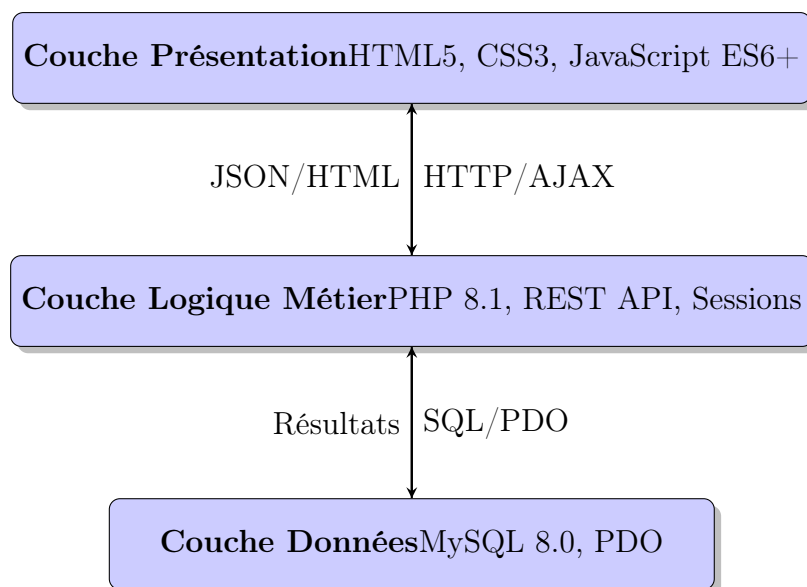 Couche PrésentationHTML5, CSS3, JavaScript ES6+
JSON/HTML HTTP/AJAX
Couche Logique MétierPHP 8.1, REST API, Sessions
Résultats SQL/PDO
Couche DonnéesMySQL 8.0, PDO